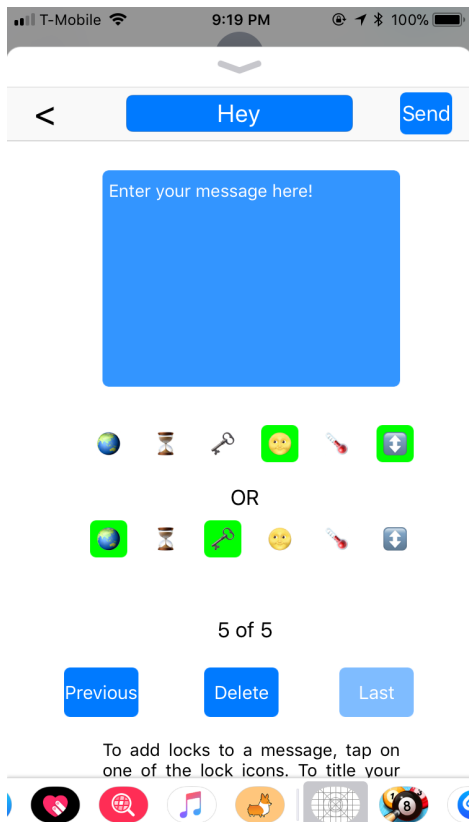 T-Mobile 9:19 PM 100%
< Hey Send
Enter your message here!
OR
5 of 5
Previous Delete Last
To add locks to a message, tap on
one of the lock icons. To title your
8